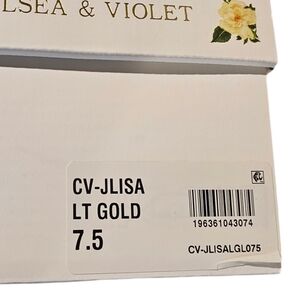 LSEA & VIOLET
CV-JLISA
LT GOLD
7.5
196361043074
CV-JLISALGL075